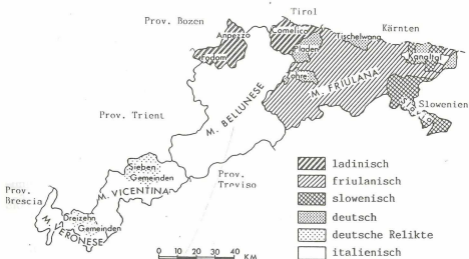 Prov. Bozen
Tirol
Kärnten
Ampezzo
Comelico
Fodom
Pladen
Tischelwang
Kanaltal
Zahre
M. FRIULANA
Slavia
Slowenien
M. BELLUNESE
Prov. Trient
Sieben
Gemeinden
M. VICENTINA
Prov.
Treviso
Prov.
Brescia
Dreizehn
Gemeinden
M. VERONESE
ladinisch
friulanisch
slowenisch
deutsch
deutsche Relikte
italienisch
0 10 20 30 40 KM